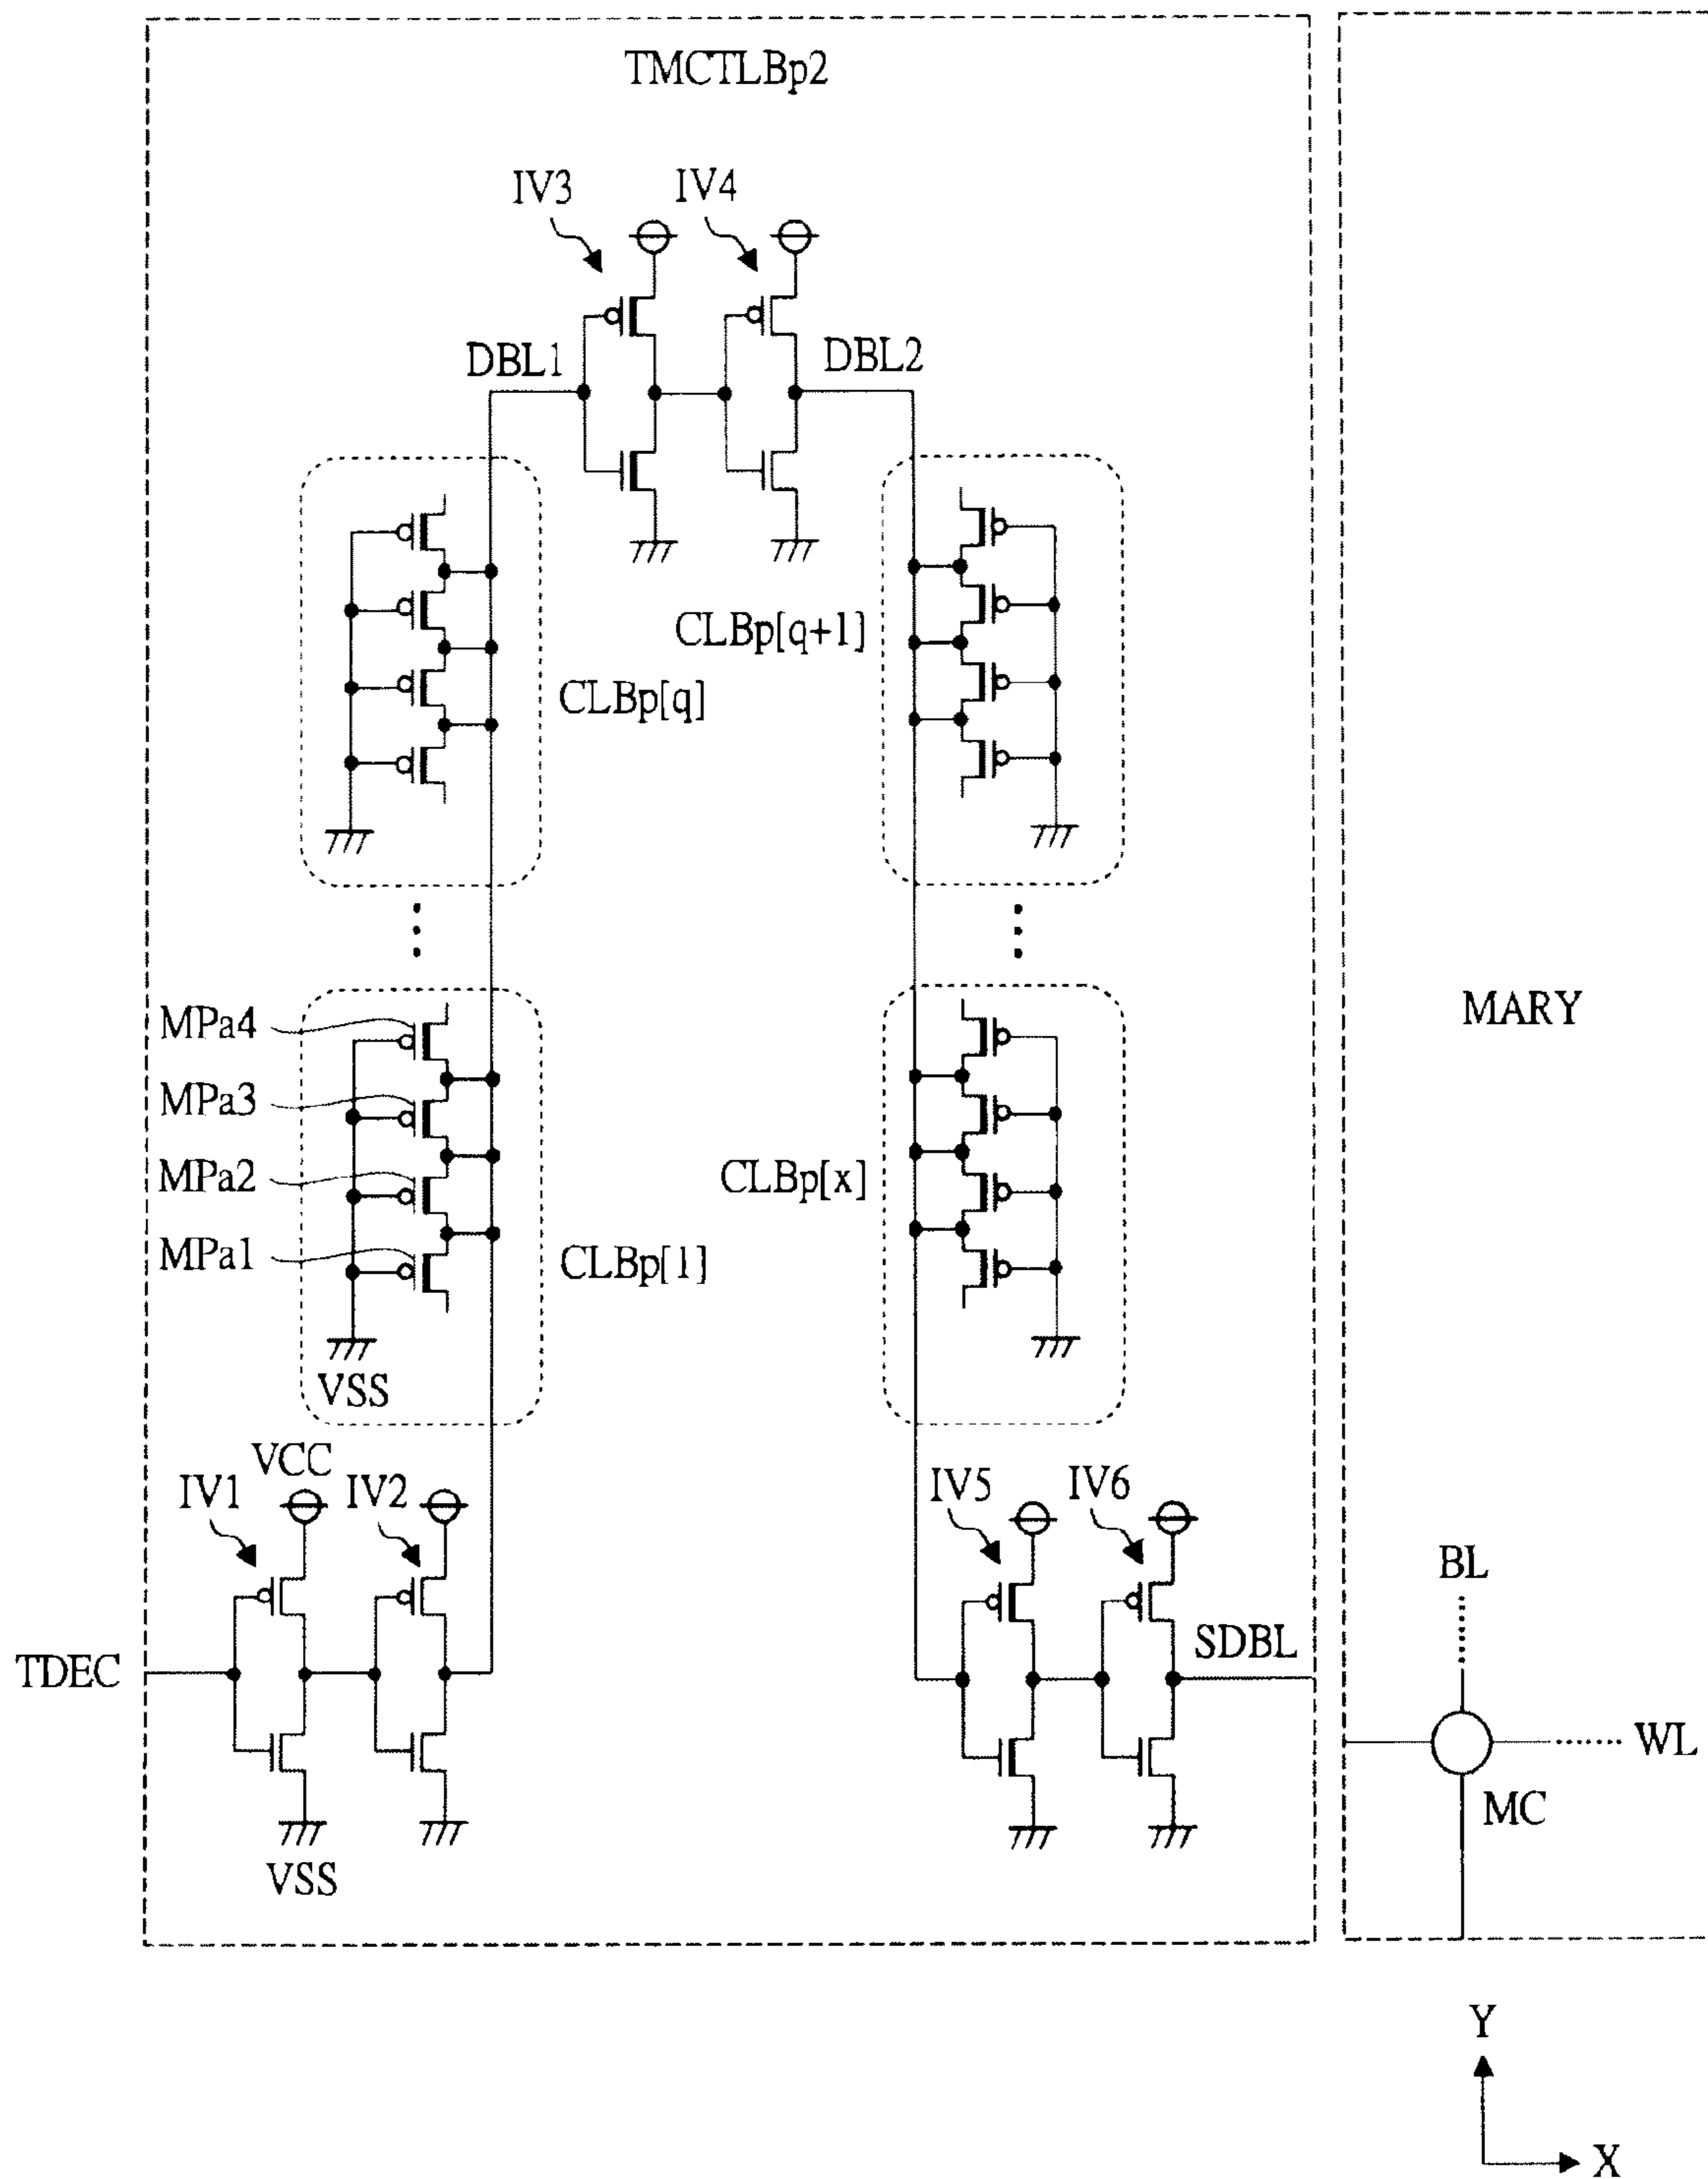 TMCTLBp2
IV3
IV4
DBL1
DBL2
CLBp[q+1]
CLBp[q]
MPa4
MARY
MPa3
MPa2
CLBp[x]
MPa1
CLBp[1]
VSS
VCC
IV1
IV2
IV5
IV6
BL
SDBL
TDEC
WL
MC
VSS
Y
X